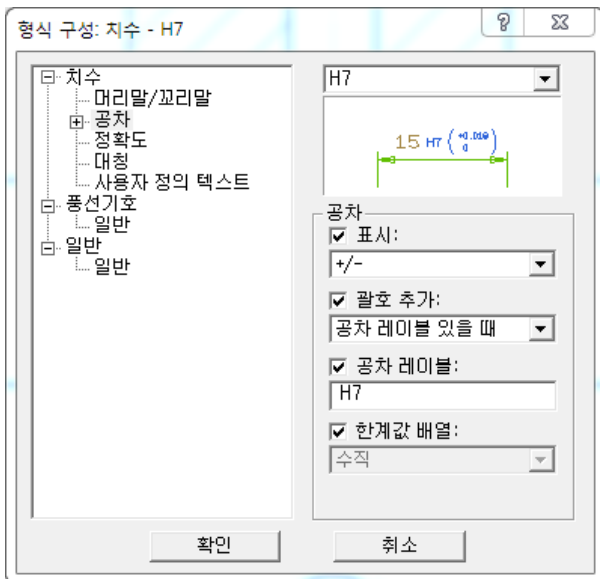 형식 구성: 치수 - H7
치수
머리말/꼬리말
공차
정확도
대칭
사용자 정의 텍스트
풍선기호
일반
일반
일반
H7
15 H7 (+0.018 0)
공차
표시:
+/-
괄호 추가:
공차 레이블 있을 때
공차 레이블:
H7
한계값 배열:
수직
확인
취소